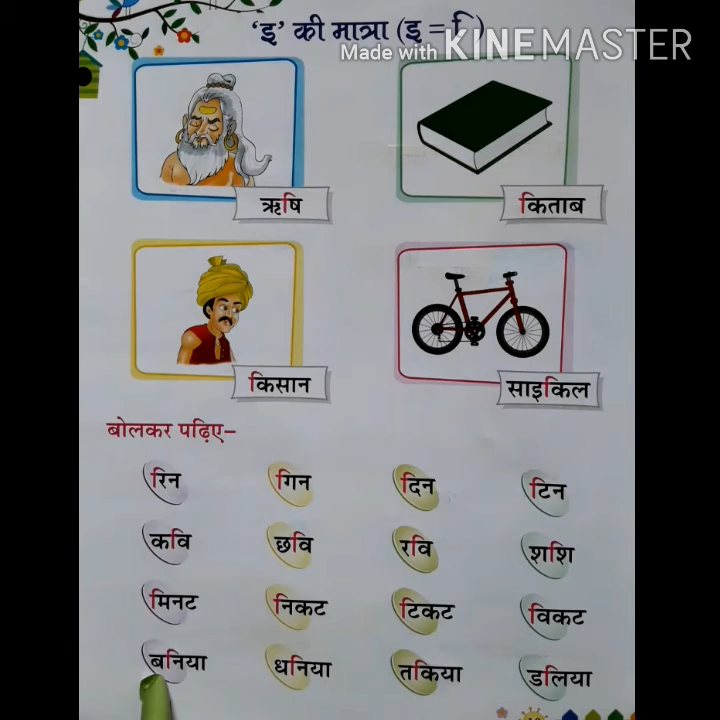 ‘इ’ की मात्रा (इ = ि)
Made with KINEMASTER
ऋषि
किताब
किसान
साइकिल
बोलकर पढ़िए–
रिन गिन दिन टिन
कवि छवि रवि शशि
मिनट निकट टिकट विकट
बनिया धनिया तकिया डलिया